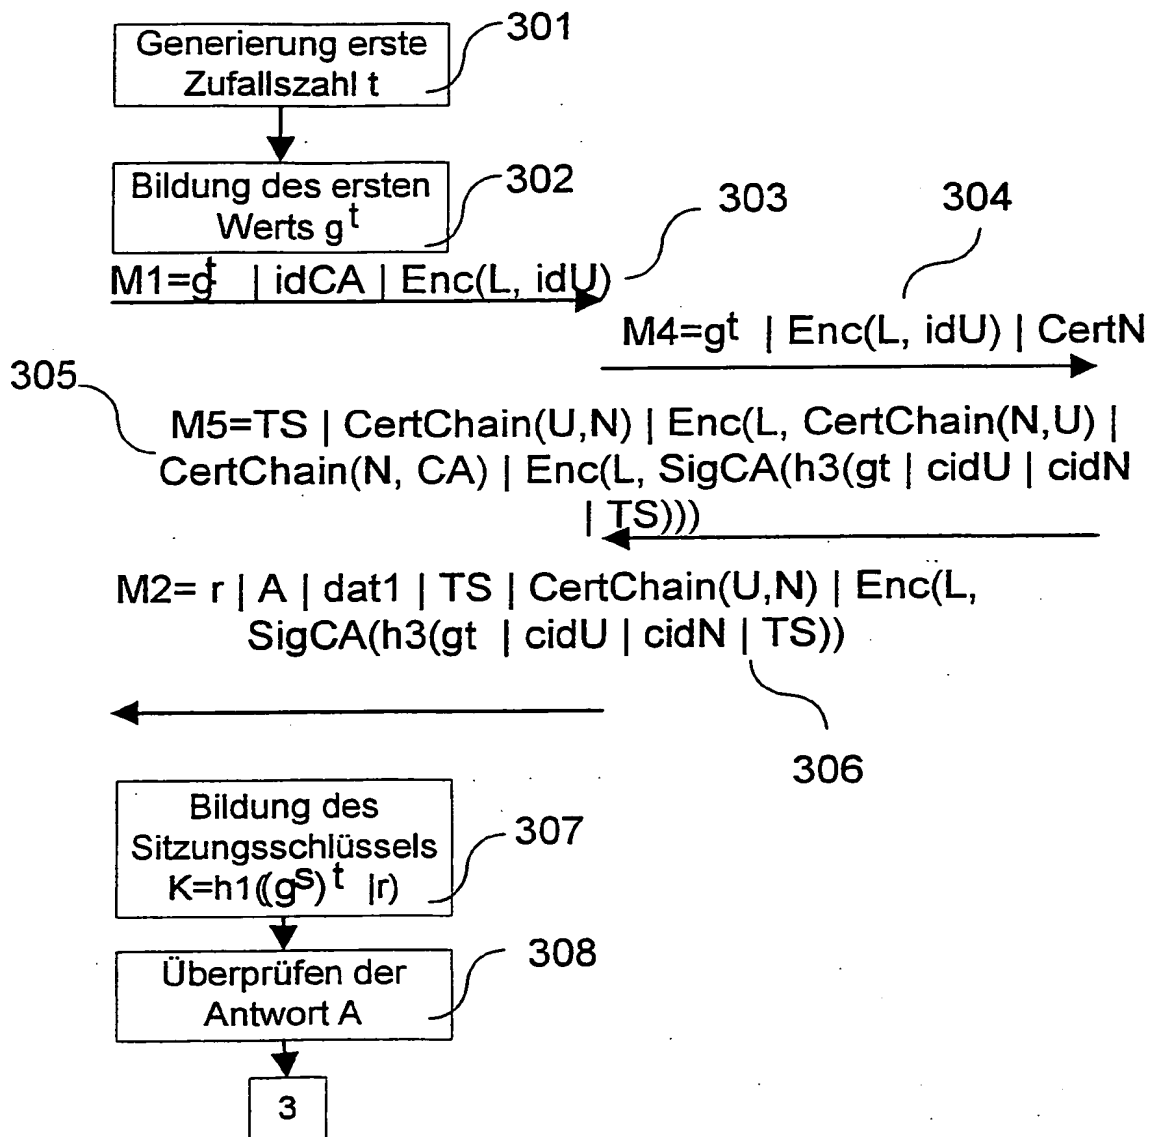 301
Generierung erste
Zufallszahl t
302
Bildung des ersten
Werts g^t
303
304
M1=g^t | idCA | Enc(L, idU)
M4=g^t | Enc(L, idU) | CertN
305
M5=TS | CertChain(U,N) | Enc(L, CertChain(N,U) |
CertChain(N, CA) | Enc(L, SigCA(h3(gt | cidU | cidN
| TS)))
M2= r | A | dat1 | TS | CertChain(U,N) | Enc(L,
SigCA(h3(gt | cidU | cidN | TS))
306
Bildung des
Sitzungsschlüssels
K=h1((g^s)^t |r)
307
Überprüfen der
Antwort A
308
3